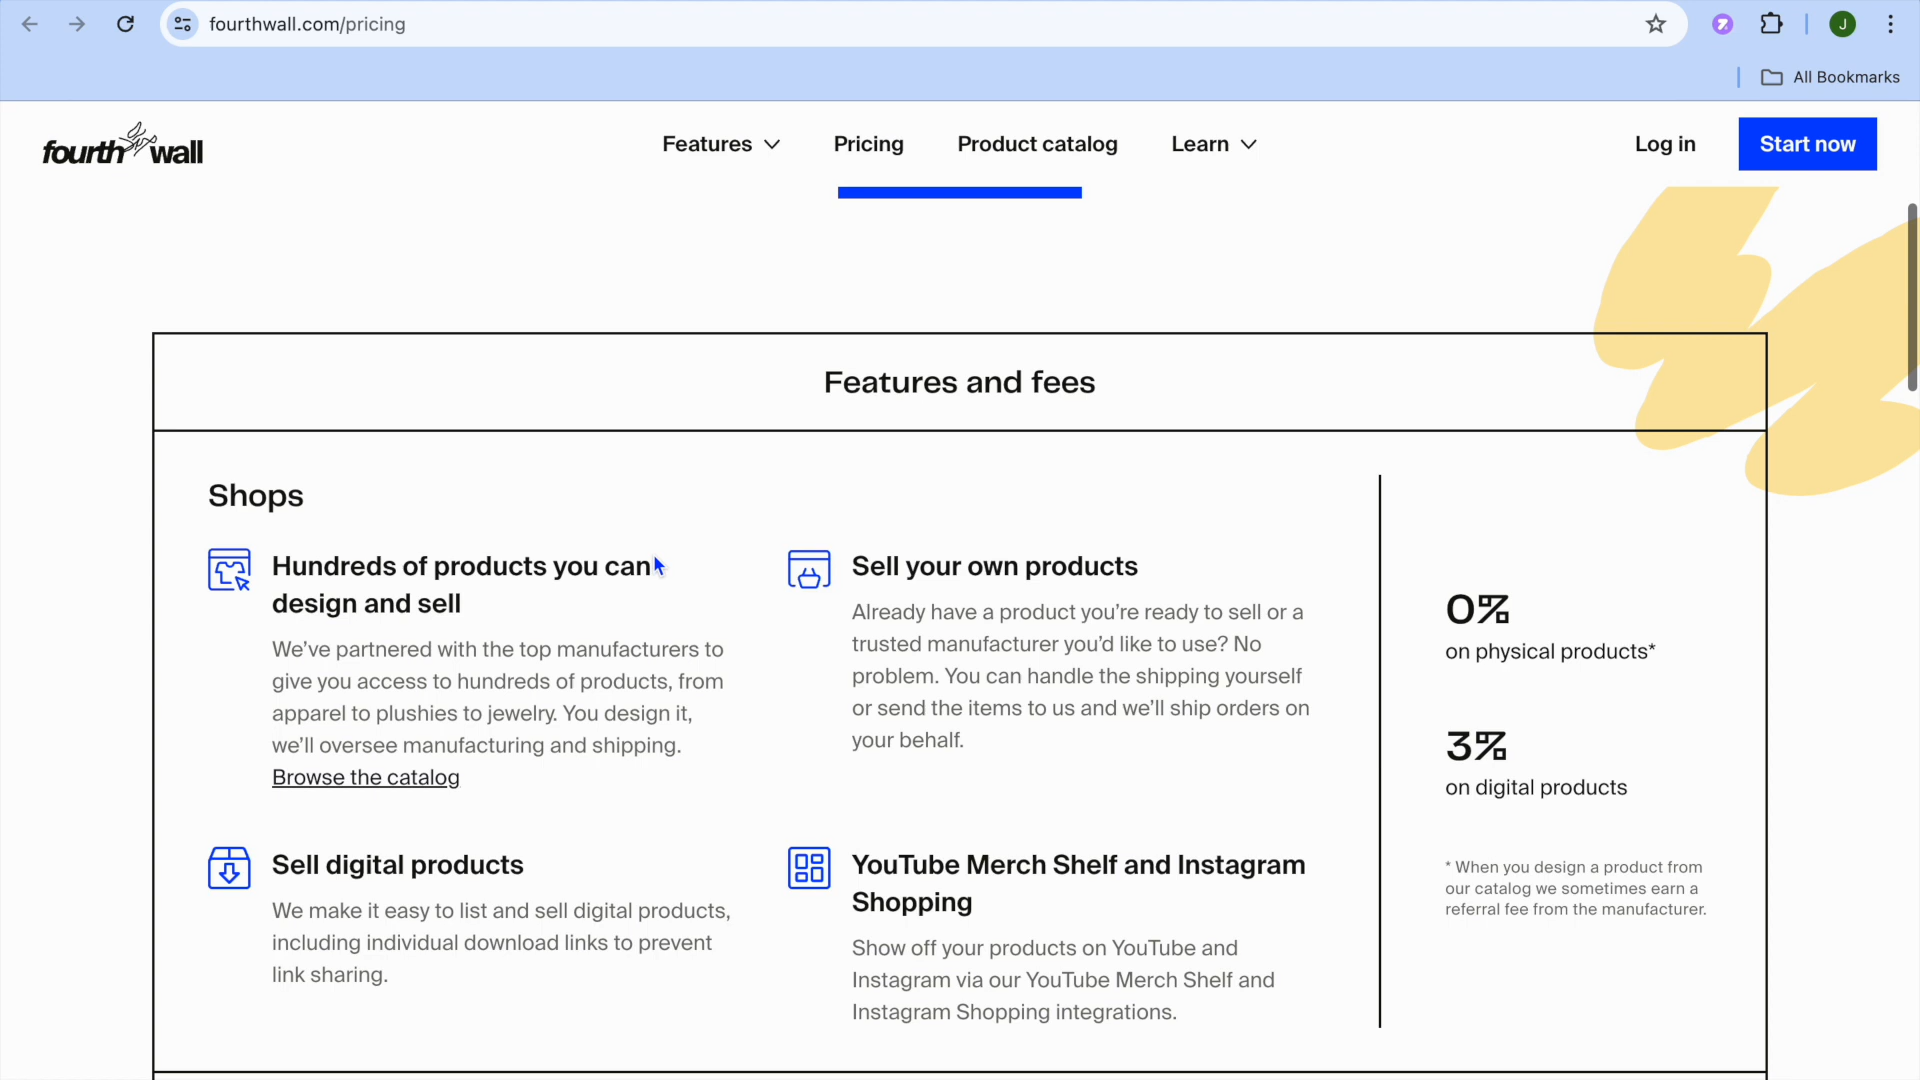 fourthwall.com/pricing
J
All Bookmarks
fourthwall
Features
Pricing
Product catalog
Learn
Log in
Start now
Features and fees
Shops
Hundreds of products you can
design and sell
We've partnered with the top manufacturers to
give you access to hundreds of products, from
apparel to plushies to jewelry. You design it,
we'll oversee manufacturing and shipping.
Browse the catalog
Sell your own products
Already have a product you're ready to sell or a
trusted manufacturer you'd like to use? No
problem. You can handle the shipping yourself
or send the items to us and we'll ship orders on
your behalf.
Sell digital products
We make it easy to list and sell digital products,
including individual download links to prevent
link sharing.
YouTube Merch Shelf and Instagram
Shopping
Show off your products on YouTube and
Instagram via our YouTube Merch Shelf and
Instagram Shopping integrations.
0%
on physical products*
3%
on digital products
* When you design a product from
our catalog we sometimes earn a
referral fee from the manufacturer.